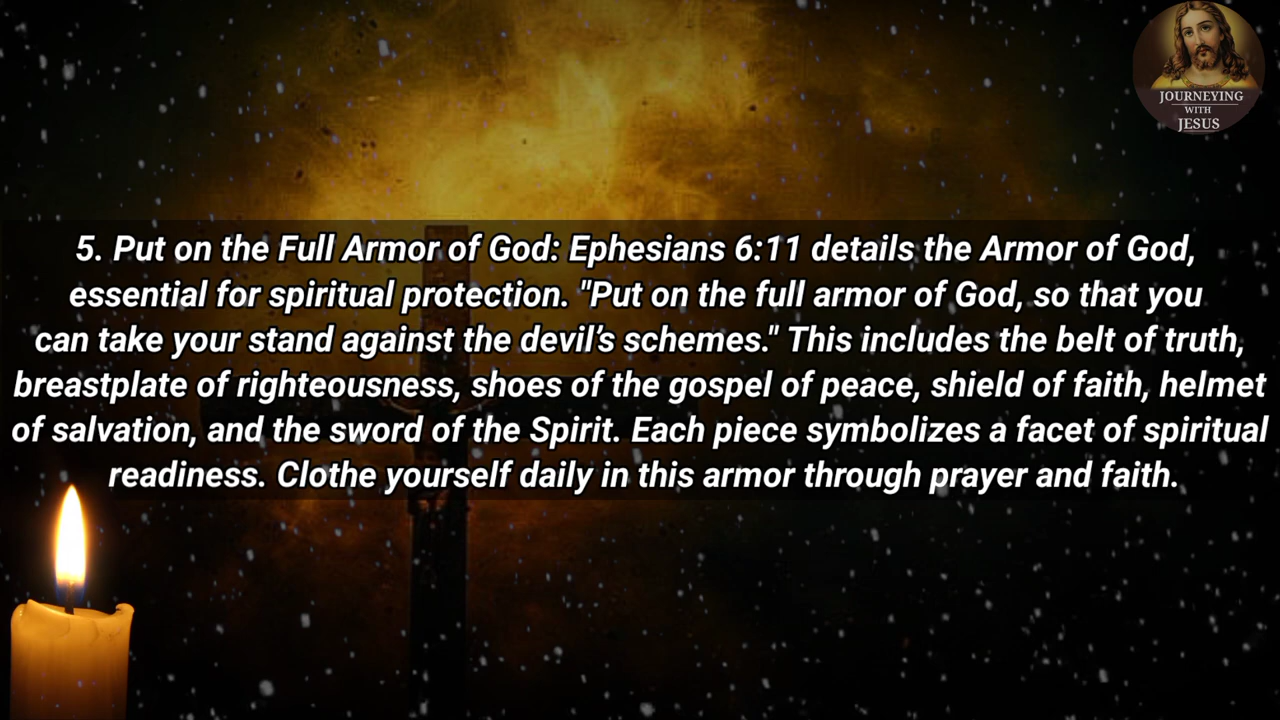 JOURNEYING
WITH
JESUS
5. Put on the Full Armor of God: Ephesians 6:11 details the Armor of God,
essential for spiritual protection. "Put on the full armor of God, so that you
can take your stand against the devil’s schemes." This includes the belt of truth,
breastplate of righteousness, shoes of the gospel of peace, shield of faith, helmet
of salvation, and the sword of the Spirit. Each piece symbolizes a facet of spiritual
readiness. Clothe yourself daily in this armor through prayer and faith.